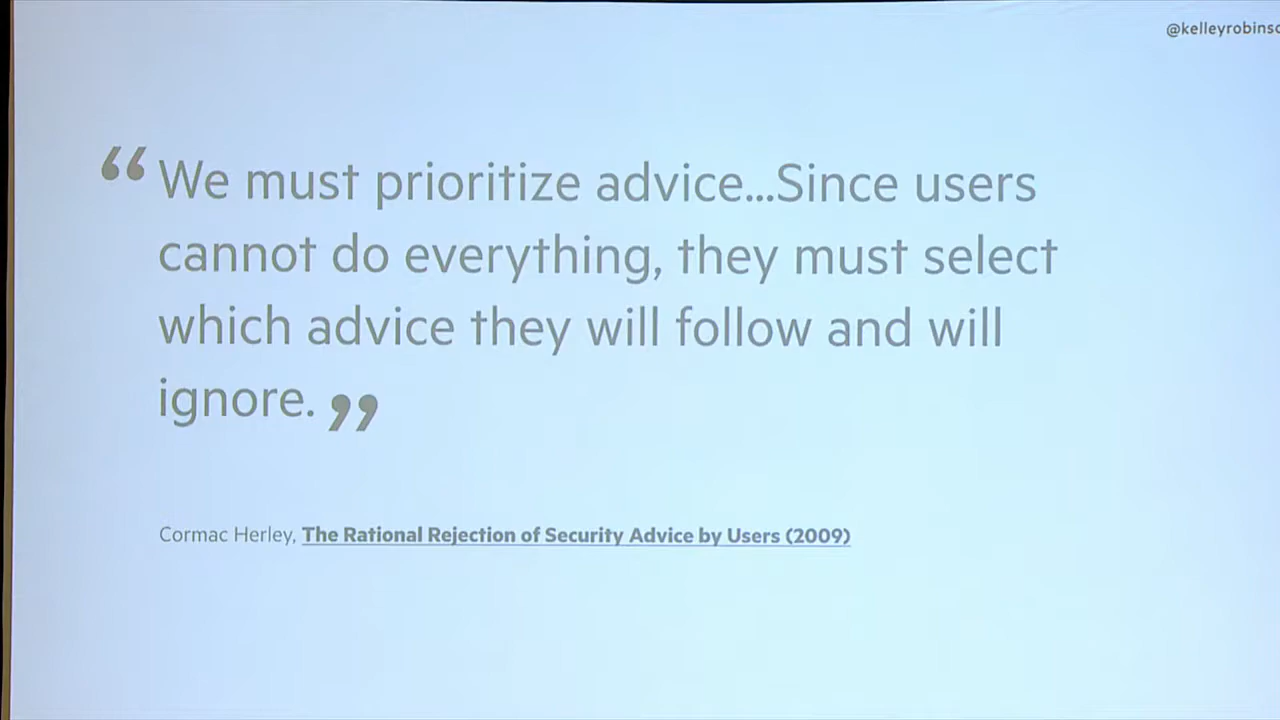 @kelleyrobinso
“We must prioritize advice...Since users
cannot do everything, they must select
which advice they will follow and will
ignore.”
Cormac Herley, The Rational Rejection of Security Advice by Users (2009)